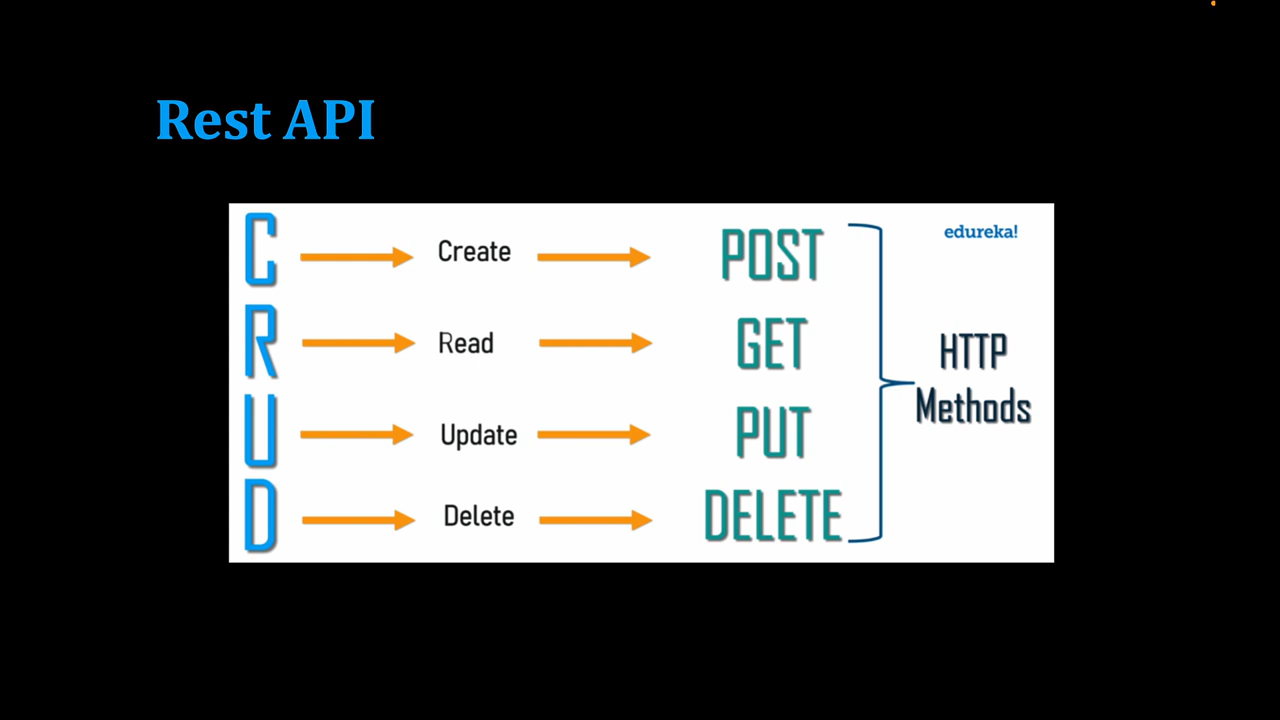 Rest API
C Create POST edureka!
R Read GET HTTP
U Update PUT Methods
D Delete DELETE